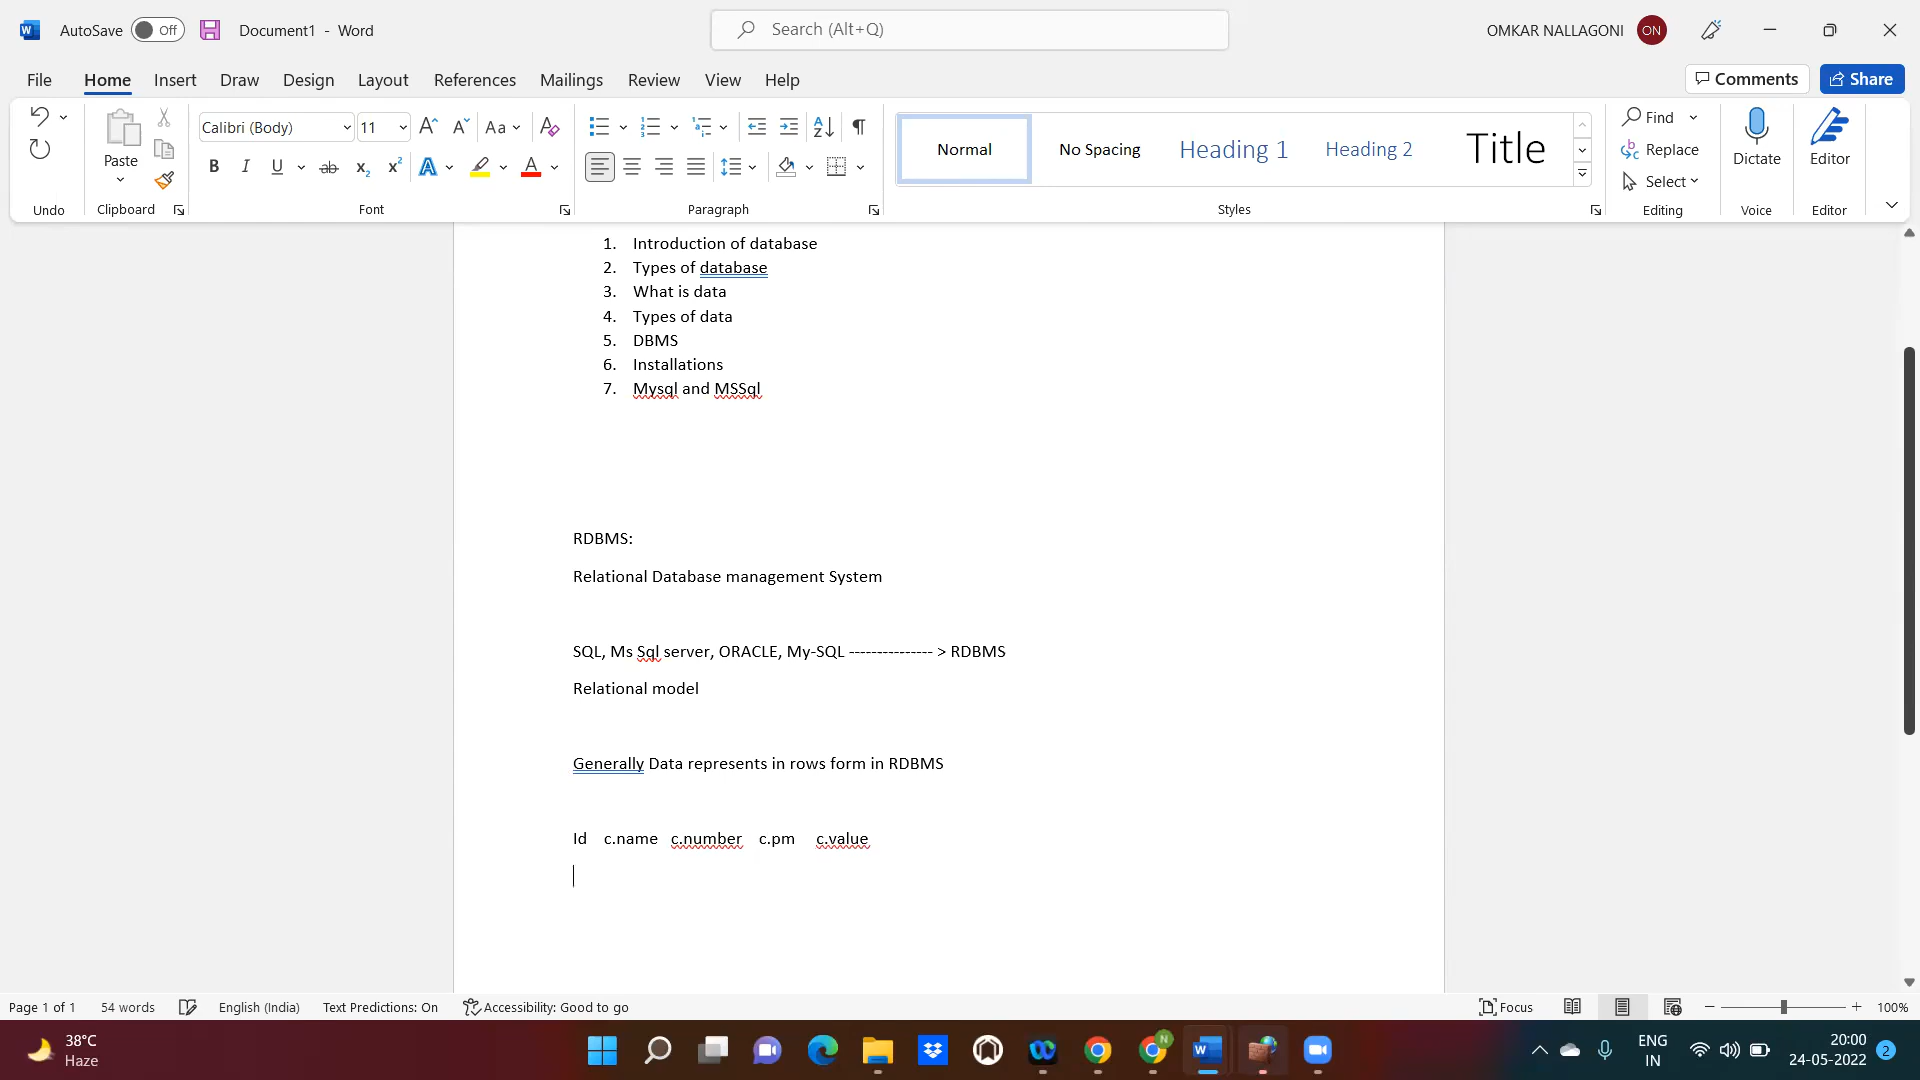 AutoSave Off Document1 - Word Search (Alt+Q) OMKAR NALLAGONI ON
File Home Insert Draw Design Layout References Mailings Review View Help Comments Share
Calibri (Body) 11 Aa Normal No Spacing Heading 1 Heading 2 Title Find
Paste Replace Dictate Editor
B I U ab x2 x2 A A Select
Undo Clipboard Font Paragraph Styles Editing Voice Editor
1. Introduction of database
2. Types of database
3. What is data
4. Types of data
5. DBMS
6. Installations
7. Mysql and MSSql
RDBMS:
Relational Database management System
SQL, Ms Sql server, ORACLE, My-SQL --------------- > RDBMS
Relational model
Generally Data represents in rows form in RDBMS
Id c.name c.number c.pm c.value
Page 1 of 1 54 words English (India) Text Predictions: On Accessibility: Good to go Focus 100%
38°C ENG 20:00
Haze IN 24-05-2022 2